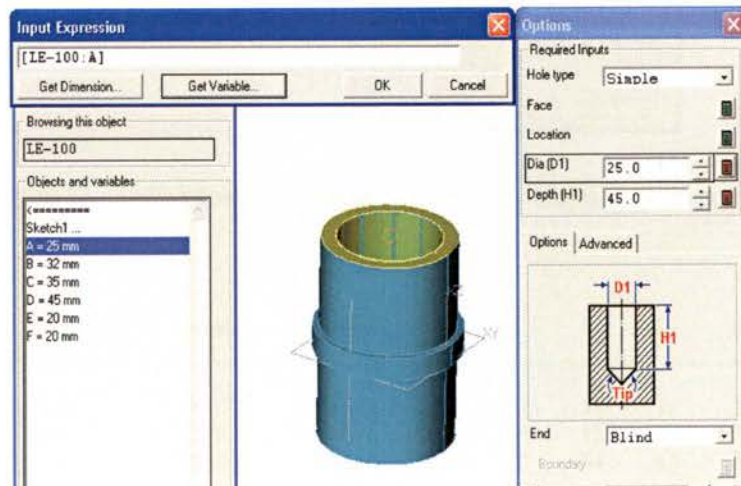 Input Expression
[LE-100:A]
Get Dimension...
Get Variable...
OK
Cancel
Browsing this object
LE-100
Objects and variables
<=========
Sketch1 ...
A = 25 mm
B = 32 mm
C = 35 mm
D = 45 mm
E = 20 mm
F = 20 mm
XZ
XY
Options
Required Inputs
Hole type Simple
Face
Location
Dia (D1) 25.0
Depth (H1) 45.0
Options Advanced
D1
H1
Tip
End Blind
Boundary